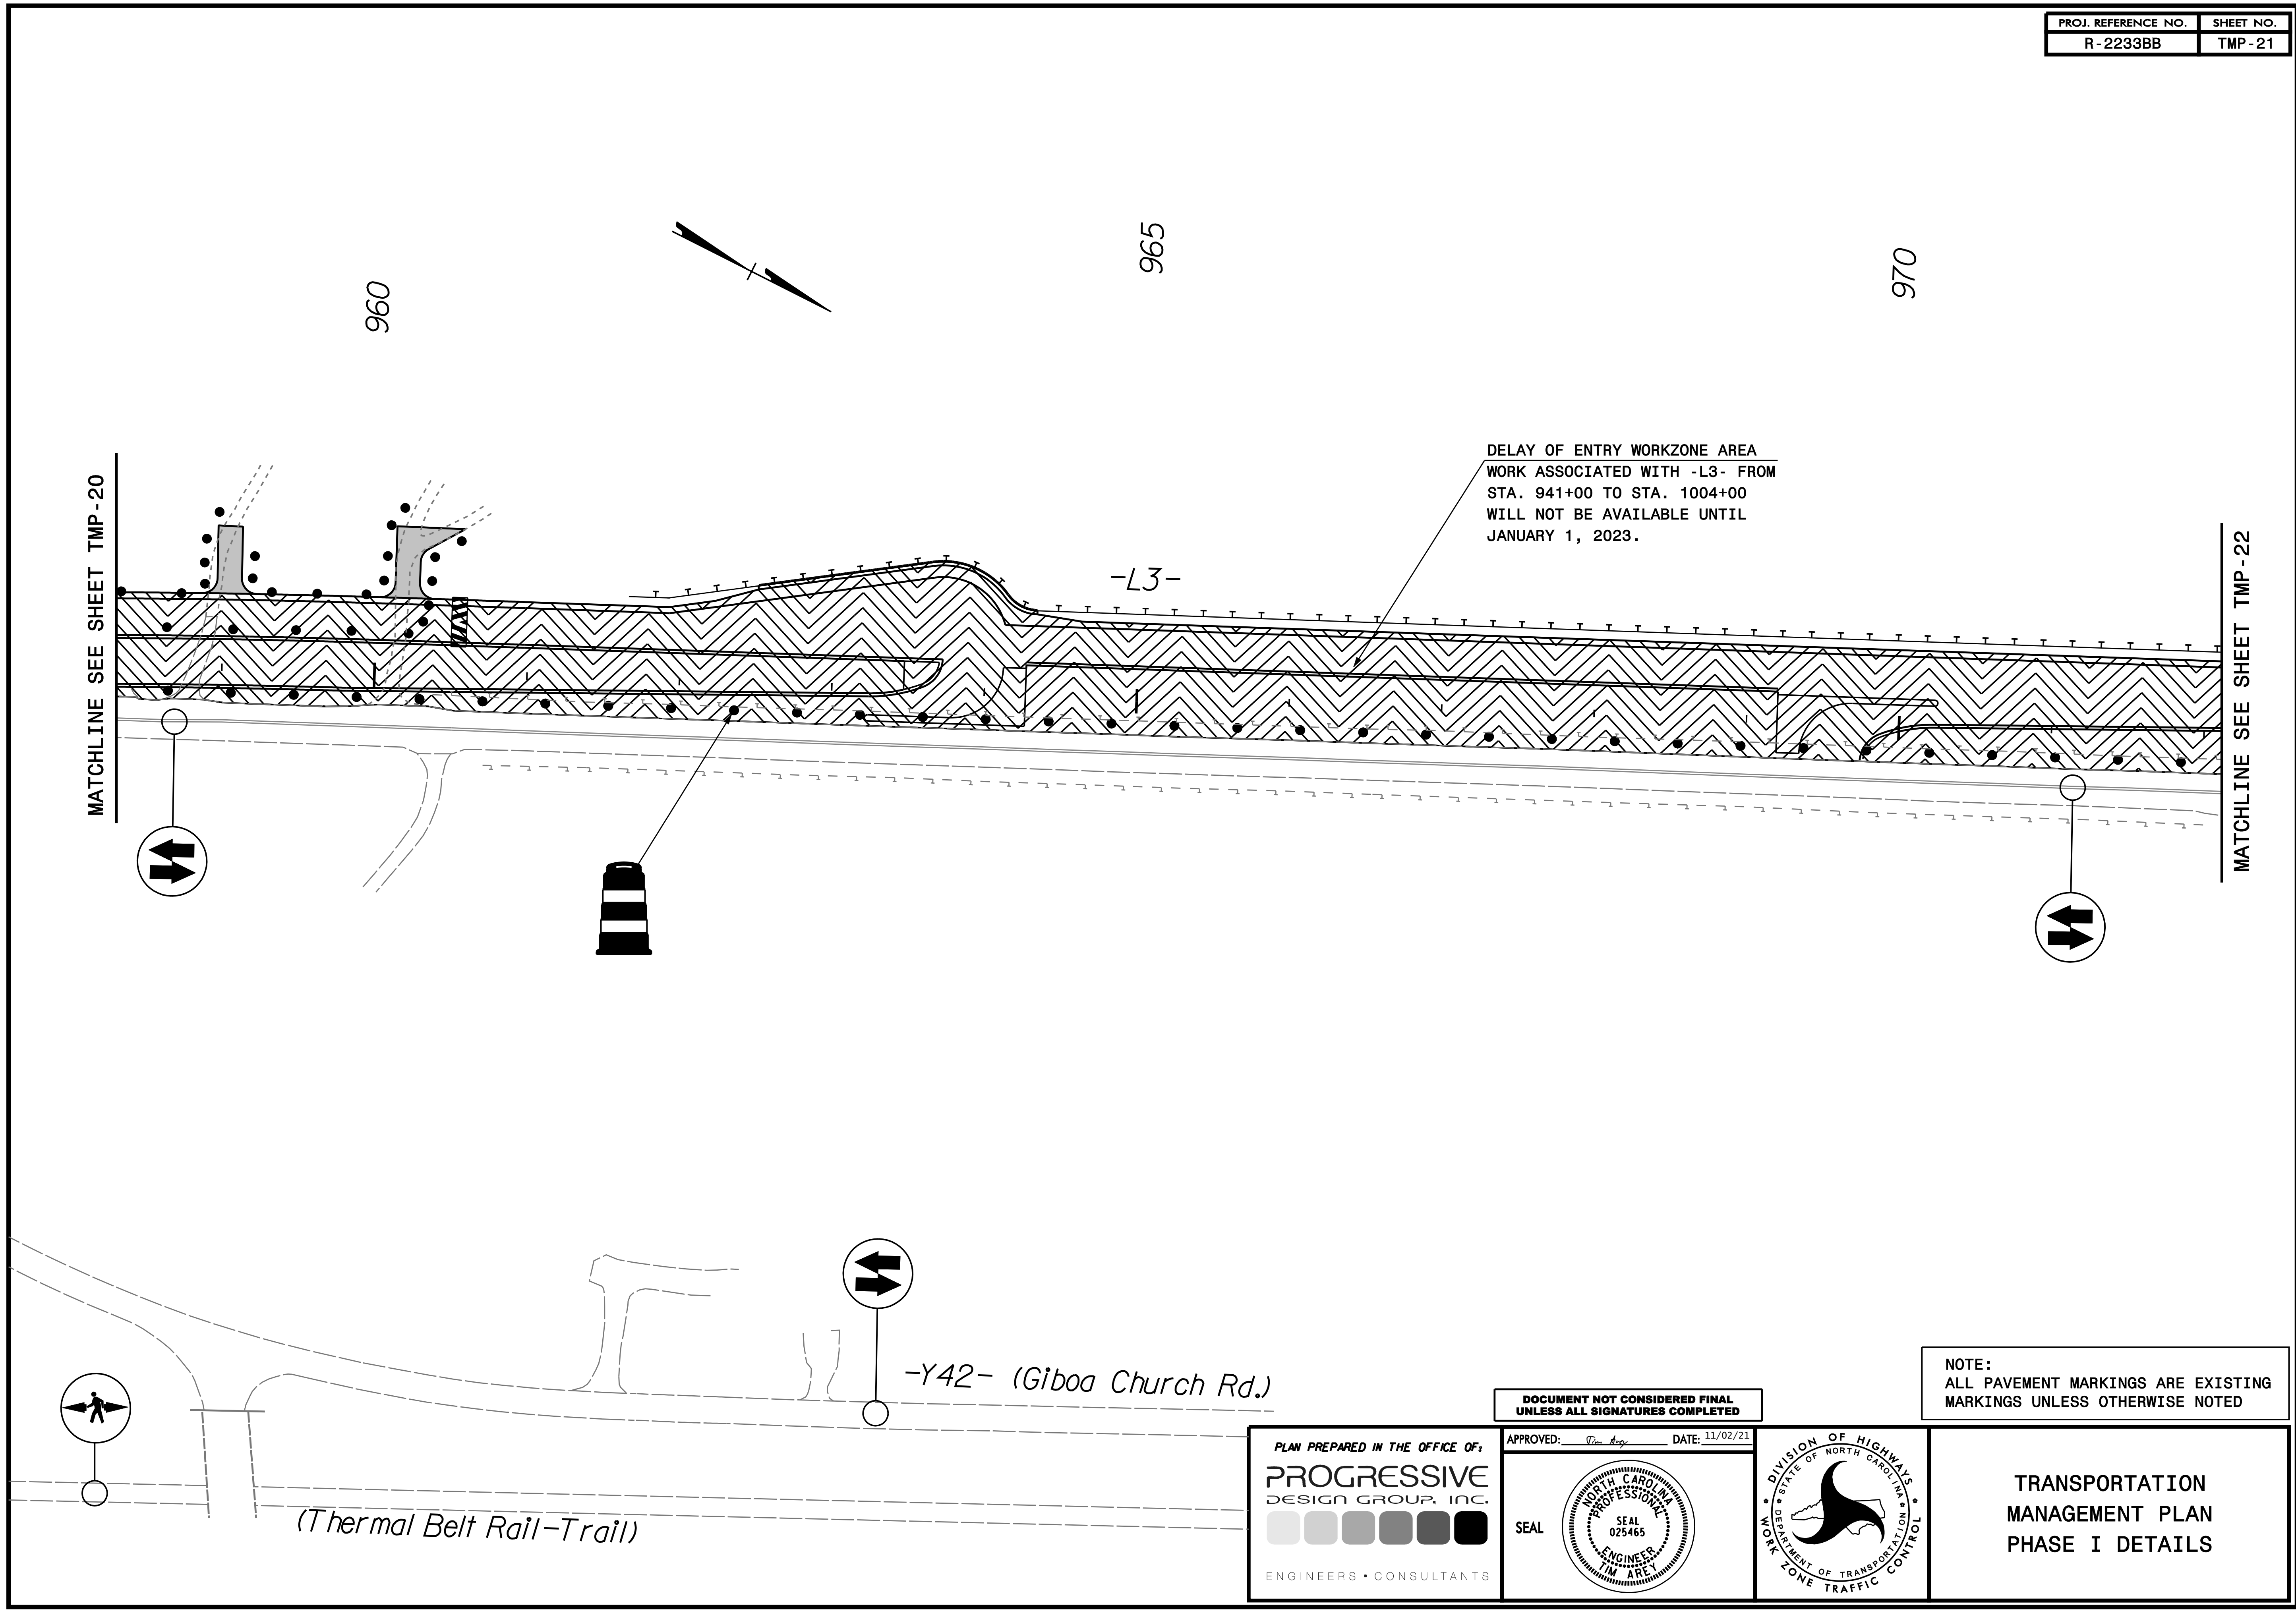 PROJ. REFERENCE NO.
SHEET NO.
R-2233BB
TMP-21
960
965
970
MATCHLINE SEE SHEET TMP-20
DELAY OF ENTRY WORKZONE AREA
WORK ASSOCIATED WITH -L3- FROM
STA. 941+00 TO STA. 1004+00
WILL NOT BE AVAILABLE UNTIL
JANUARY 1, 2023.
-L3-
MATCHLINE SEE SHEET TMP-22
-Y42- (Giboa Church Rd.)
(Thermal Belt Rail-Trail)
NOTE:
ALL PAVEMENT MARKINGS ARE EXISTING
MARKINGS UNLESS OTHERWISE NOTED
DOCUMENT NOT CONSIDERED FINAL
UNLESS ALL SIGNATURES COMPLETED
PLAN PREPARED IN THE OFFICE OF:
PROGRESSIVE
DESIGN GROUP, INC.
ENGINEERS • CONSULTANTS
APPROVED: Tim Arey DATE: 11/02/21
SEAL
NORTH CAROLINA
PROFESSIONAL
SEAL
025465
ENGINEER
TIM AREY
DIVISION OF HIGHWAYS
STATE OF NORTH CAROLINA
DEPARTMENT OF TRANSPORTATION
WORK ZONE TRAFFIC CONTROL
TRANSPORTATION
MANAGEMENT PLAN
PHASE I DETAILS